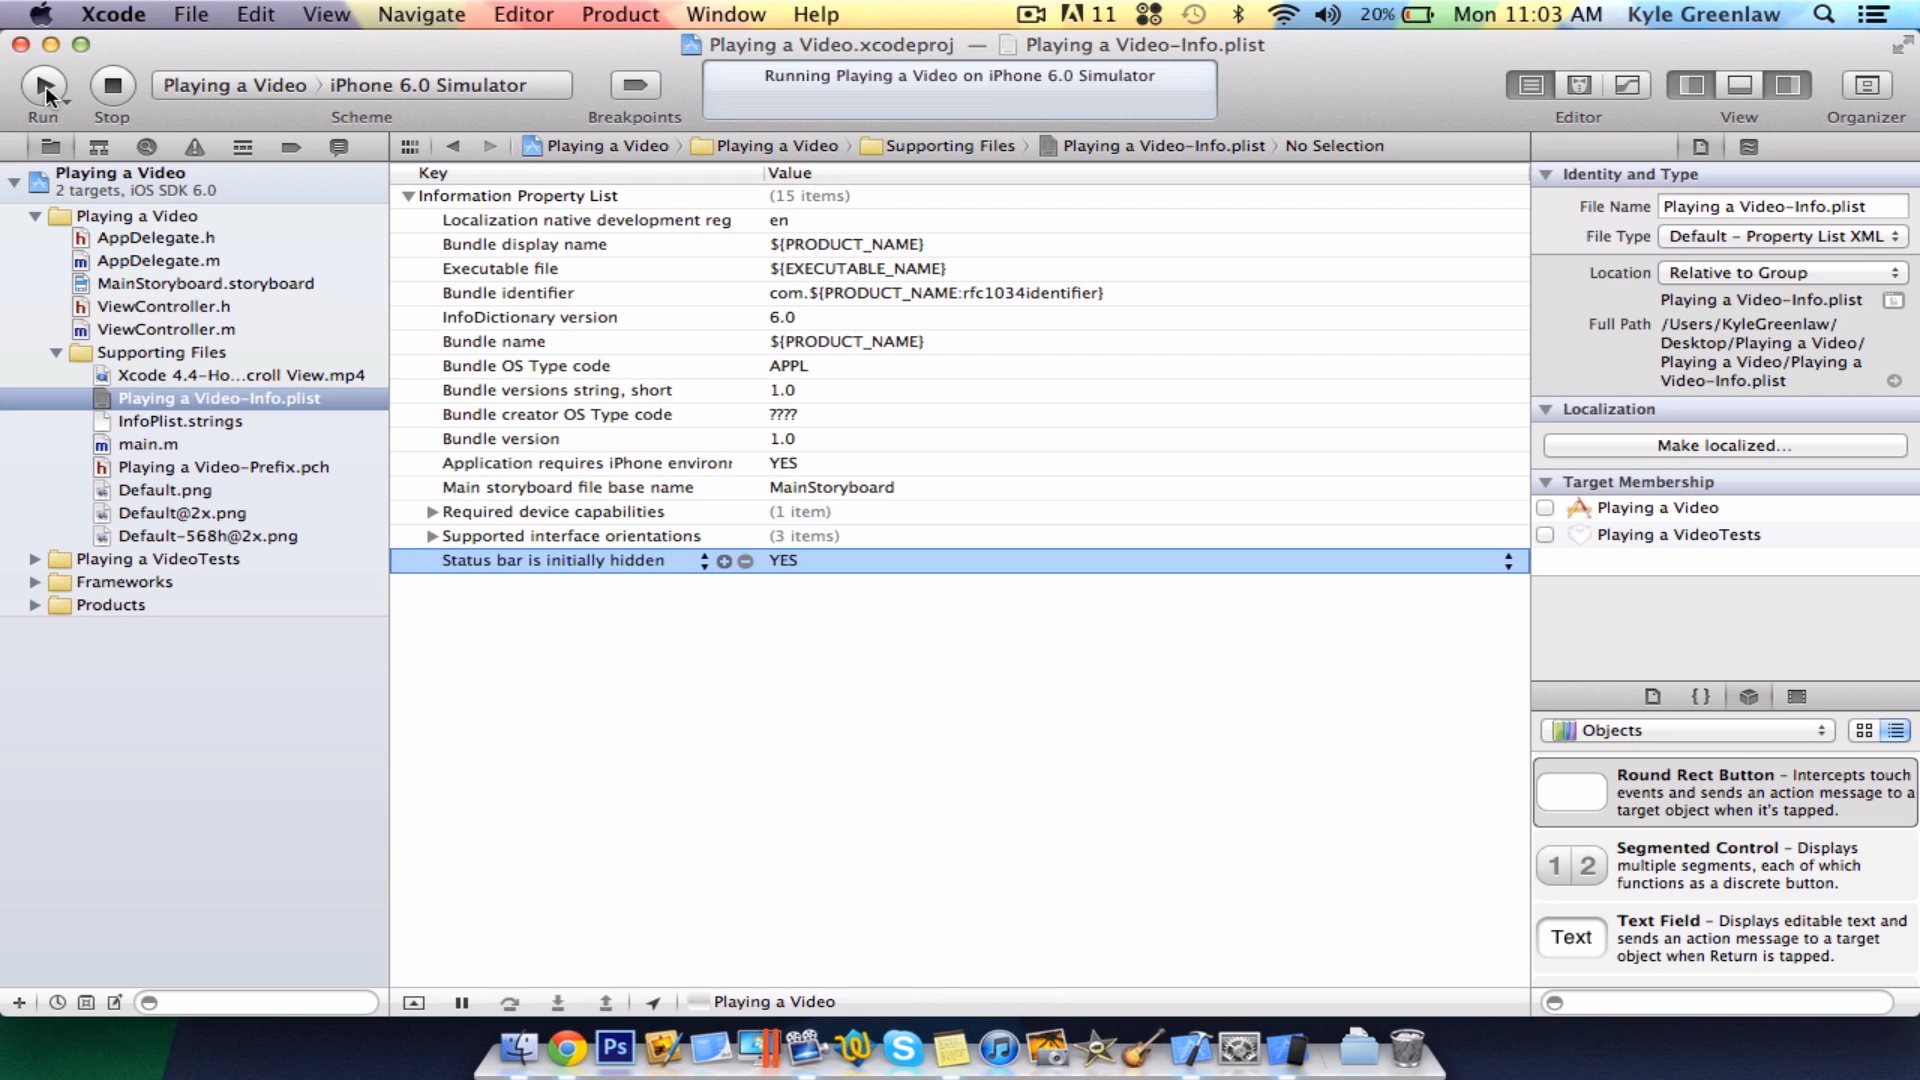 Xcode File Edit View Navigate Editor Product Window Help 11 20% Mon 11:03 AM Kyle Greenlaw
Playing a Video.xcodeproj — Playing a Video-Info.plist
Playing a Video 〉 iPhone 6.0 Simulator
Running Playing a Video on iPhone 6.0 Simulator
Run Stop Scheme Breakpoints Editor View Organizer
Playing a Video 〉 Playing a Video 〉 Supporting Files 〉 Playing a Video-Info.plist 〉 No Selection
Playing a Video
2 targets, iOS SDK 6.0
Playing a Video
AppDelegate.h
AppDelegate.m
MainStoryboard.storyboard
ViewController.h
ViewController.m
Supporting Files
Xcode 4.4-Ho...croll View.mp4
Playing a Video-Info.plist
InfoPlist.strings
main.m
Playing a Video-Prefix.pch
Default.png
Default@2x.png
Default-568h@2x.png
Playing a VideoTests
Frameworks
Products
Key Value
Information Property List (15 items)
Localization native development reg en
Bundle display name ${PRODUCT_NAME}
Executable file ${EXECUTABLE_NAME}
Bundle identifier com.${PRODUCT_NAME:rfc1034identifier}
InfoDictionary version 6.0
Bundle name ${PRODUCT_NAME}
Bundle OS Type code APPL
Bundle versions string, short 1.0
Bundle creator OS Type code ????
Bundle version 1.0
Application requires iPhone environr YES
Main storyboard file base name MainStoryboard
Required device capabilities (1 item)
Supported interface orientations (3 items)
Status bar is initially hidden YES
Playing a Video
Identity and Type
File Name Playing a Video-Info.plist
File Type Default - Property List XML
Location Relative to Group
Playing a Video-Info.plist
Full Path /Users/KyleGreenlaw/
Desktop/Playing a Video/
Playing a Video/Playing a
Video-Info.plist
Localization
Make localized...
Target Membership
Playing a Video
Playing a VideoTests
{ }
Objects
Round Rect Button - Intercepts touch
events and sends an action message to a
target object when it's tapped.
1 2
Segmented Control - Displays
multiple segments, each of which
functions as a discrete button.
Text
Text Field - Displays editable text and
sends an action message to a target
object when Return is tapped.
Ps